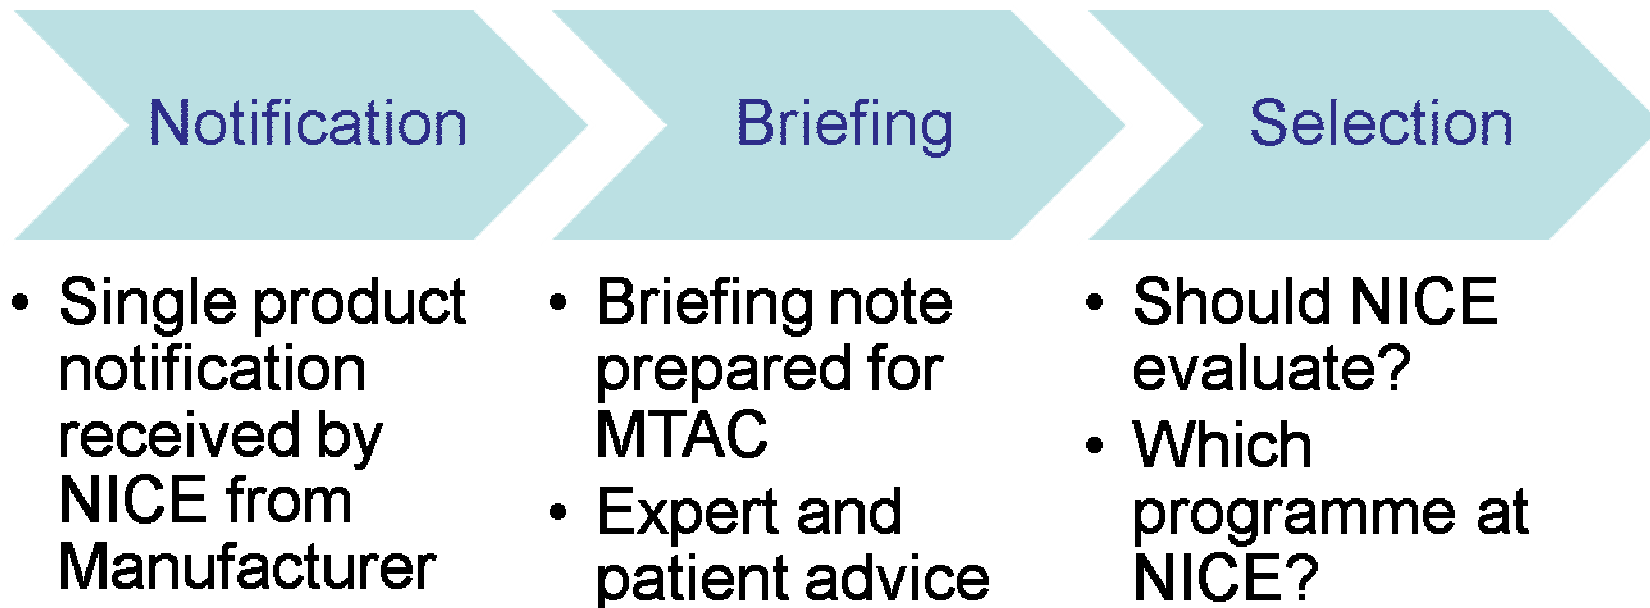 Notification
Briefing
Selection
• Single product
notification
received by
NICE from
Manufacturer
• Briefing note
prepared for
MTAC
• Expert and
patient advice
• Should NICE
evaluate?
• Which
programme at
NICE?